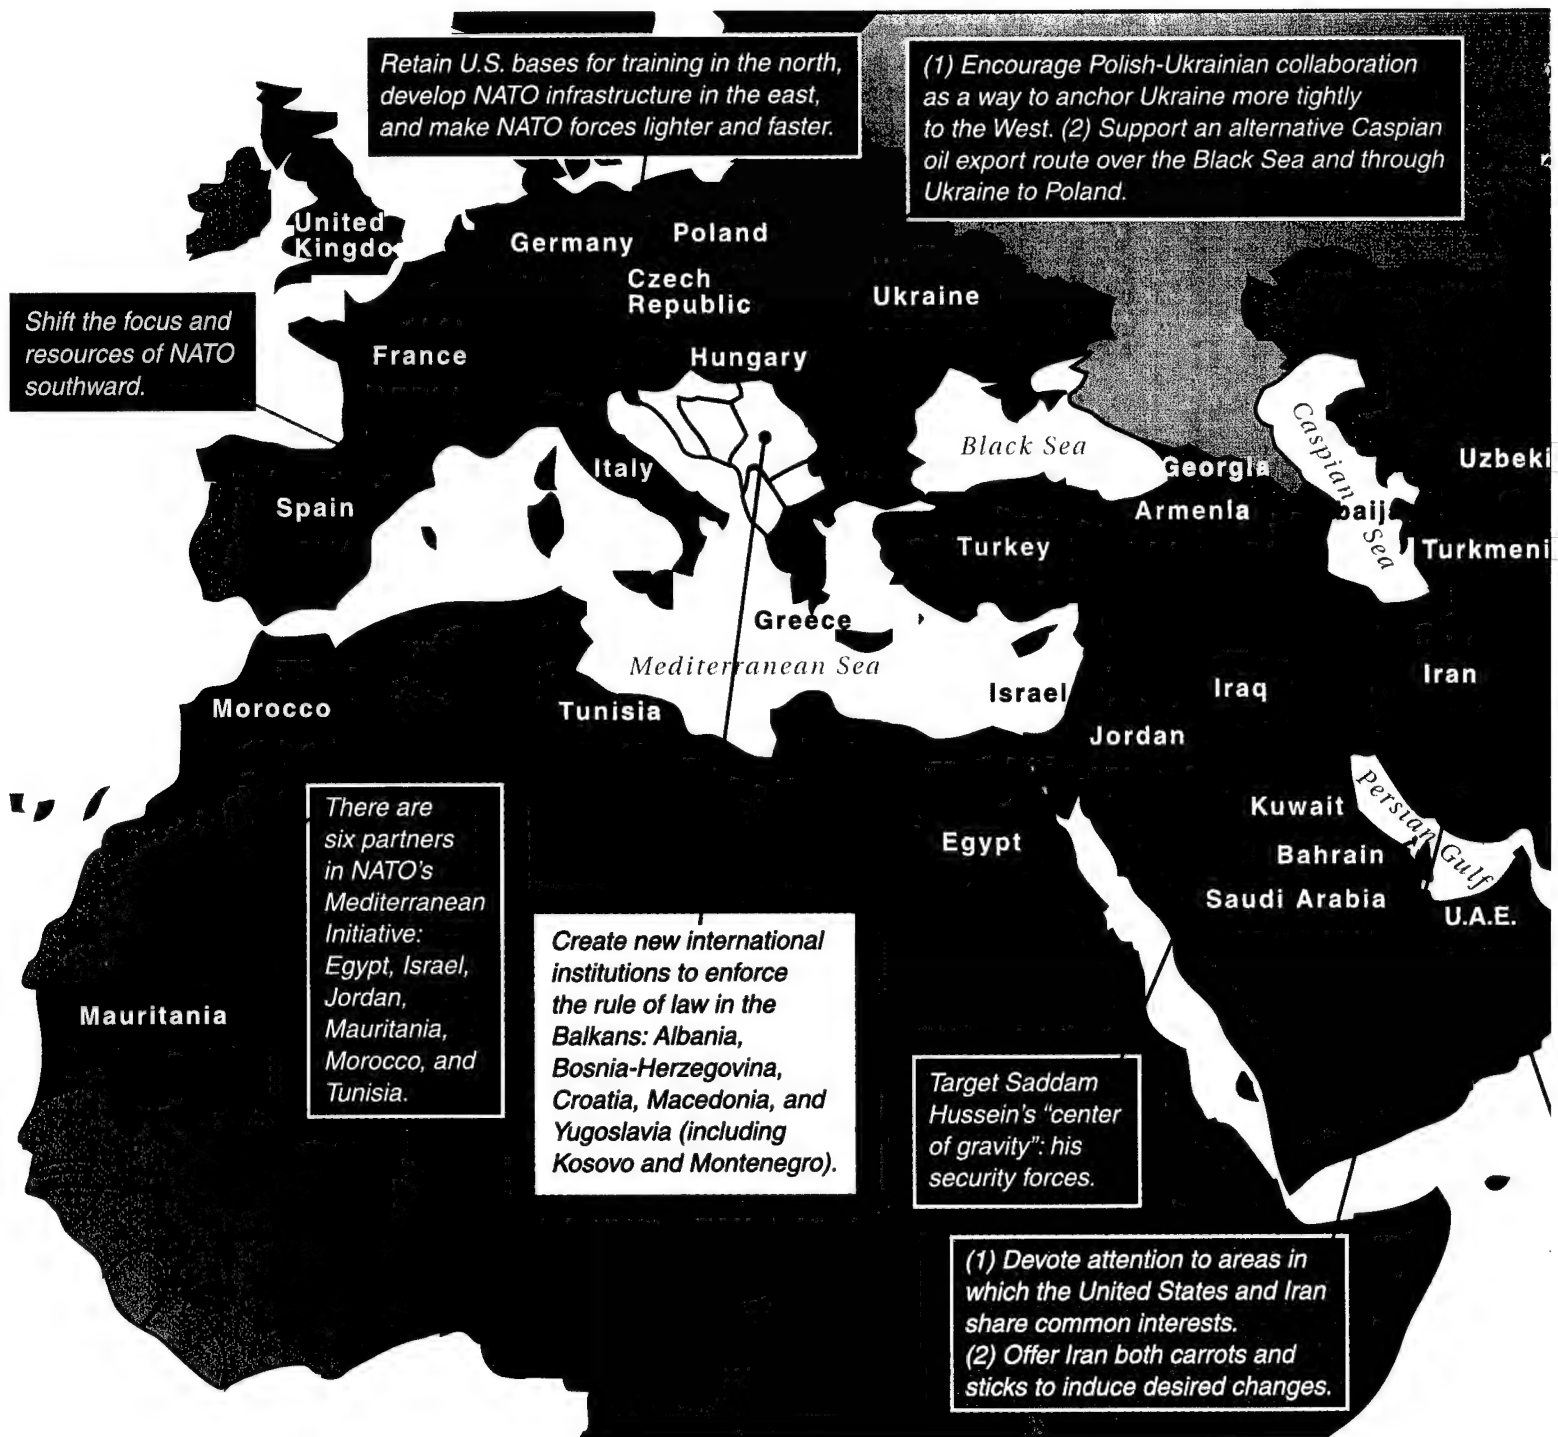 Retain U.S. bases for training in the north,
develop NATO infrastructure in the east,
and make NATO forces lighter and faster.
(1) Encourage Polish-Ukrainian collaboration
as a way to anchor Ukraine more tightly
to the West. (2) Support an alternative Caspian
oil export route over the Black Sea and through
Ukraine to Poland.
United
Kingdo
Germany
Poland
Czech
Republic
Ukraine
Shift the focus and
resources of NATO
southward.
France
Hungary
Italy
Black Sea
Caspian Sea
Georgia
Uzbeki
Spain
Armenia
baij
Turkey
Turkmeni
Greece
Mediterranean Sea
Israel
Iraq
Iran
Morocco
Tunisia
Jordan
There are
six partners
in NATO's
Mediterranean
Initiative:
Egypt, Israel,
Jordan,
Mauritania,
Morocco, and
Tunisia.
Egypt
Kuwait
Persian Gulf
Bahrain
Saudi Arabia
U.A.E.
Mauritania
Create new international
institutions to enforce
the rule of law in the
Balkans: Albania,
Bosnia-Herzegovina,
Croatia, Macedonia, and
Yugoslavia (including
Kosovo and Montenegro).
Target Saddam
Hussein's "center
of gravity": his
security forces.
(1) Devote attention to areas in
which the United States and Iran
share common interests.
(2) Offer Iran both carrots and
sticks to induce desired changes.